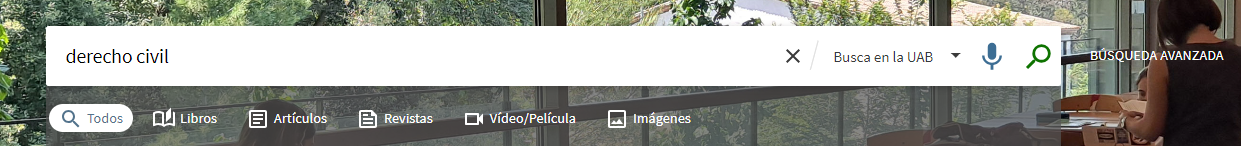 derecho civil
Busca en la UAB
BÚSQUEDA AVANZADA
Todos
Libros
Artículos
Revistas
Vídeo/Película
Imágenes